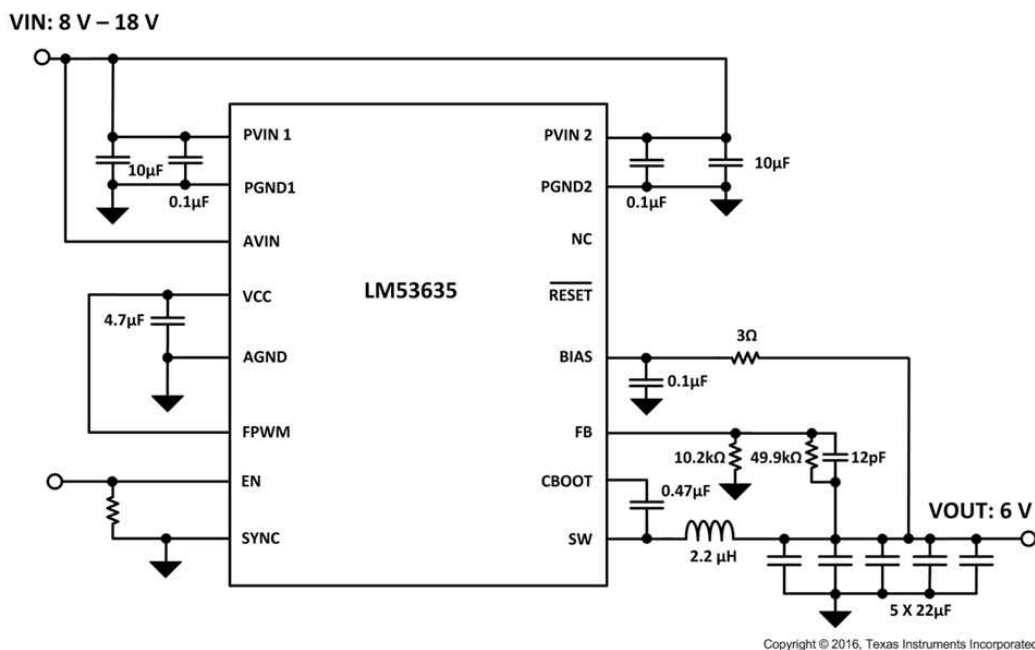 VIN: 8 V – 18 V
PVIN 1
PVIN 2
10µF
0.1µF
PGND1
PGND2
0.1µF
10µF
AVIN
NC
LM53635
VCC
RESET
4.7µF
3Ω
AGND
BIAS
0.1µF
FPWM
FB
10.2kΩ
49.9kΩ
12pF
EN
CBOOT
0.47µF
VOUT: 6 V
SYNC
SW
2.2 µH
5 X 22µF
Copyright © 2016, Texas Instruments Incorporated